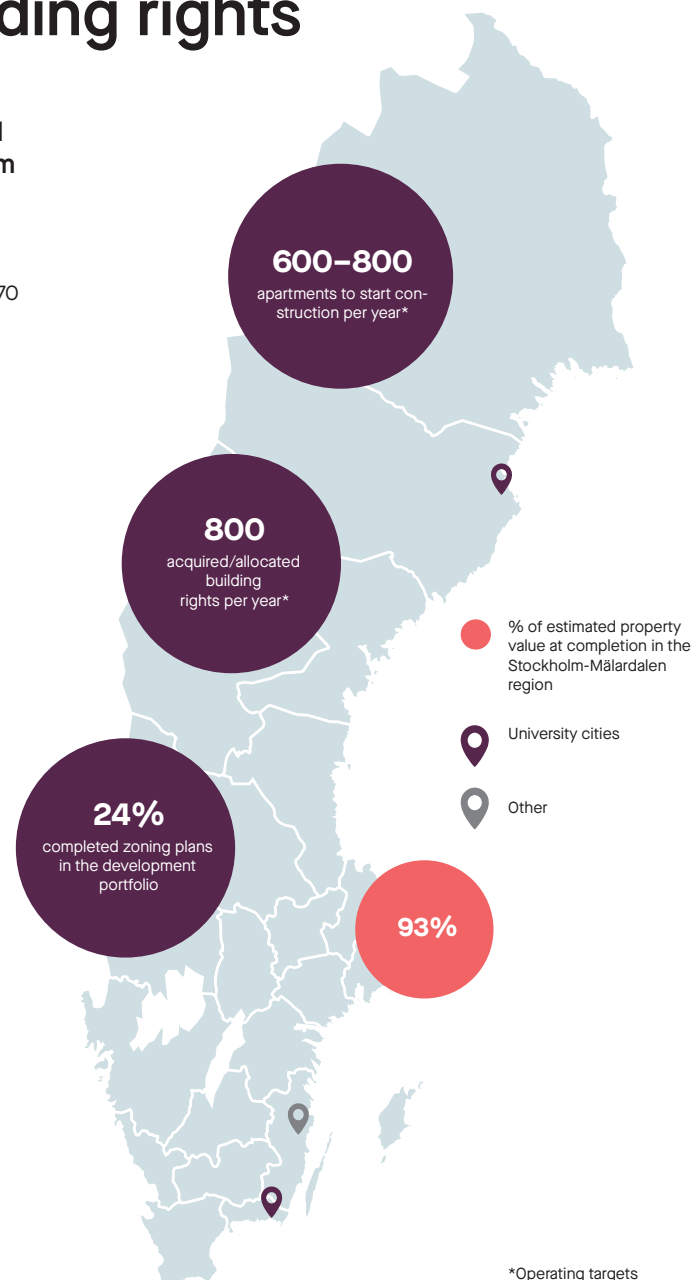 ding rights
m
70
600–800
apartments to start con-
struction per year*
800
acquired/allocated
building
rights per year*
% of estimated property
value at completion in the
Stockholm-Mälardalen
region
University cities
Other
24%
completed zoning plans
in the development
portfolio
93%
*Operating targets